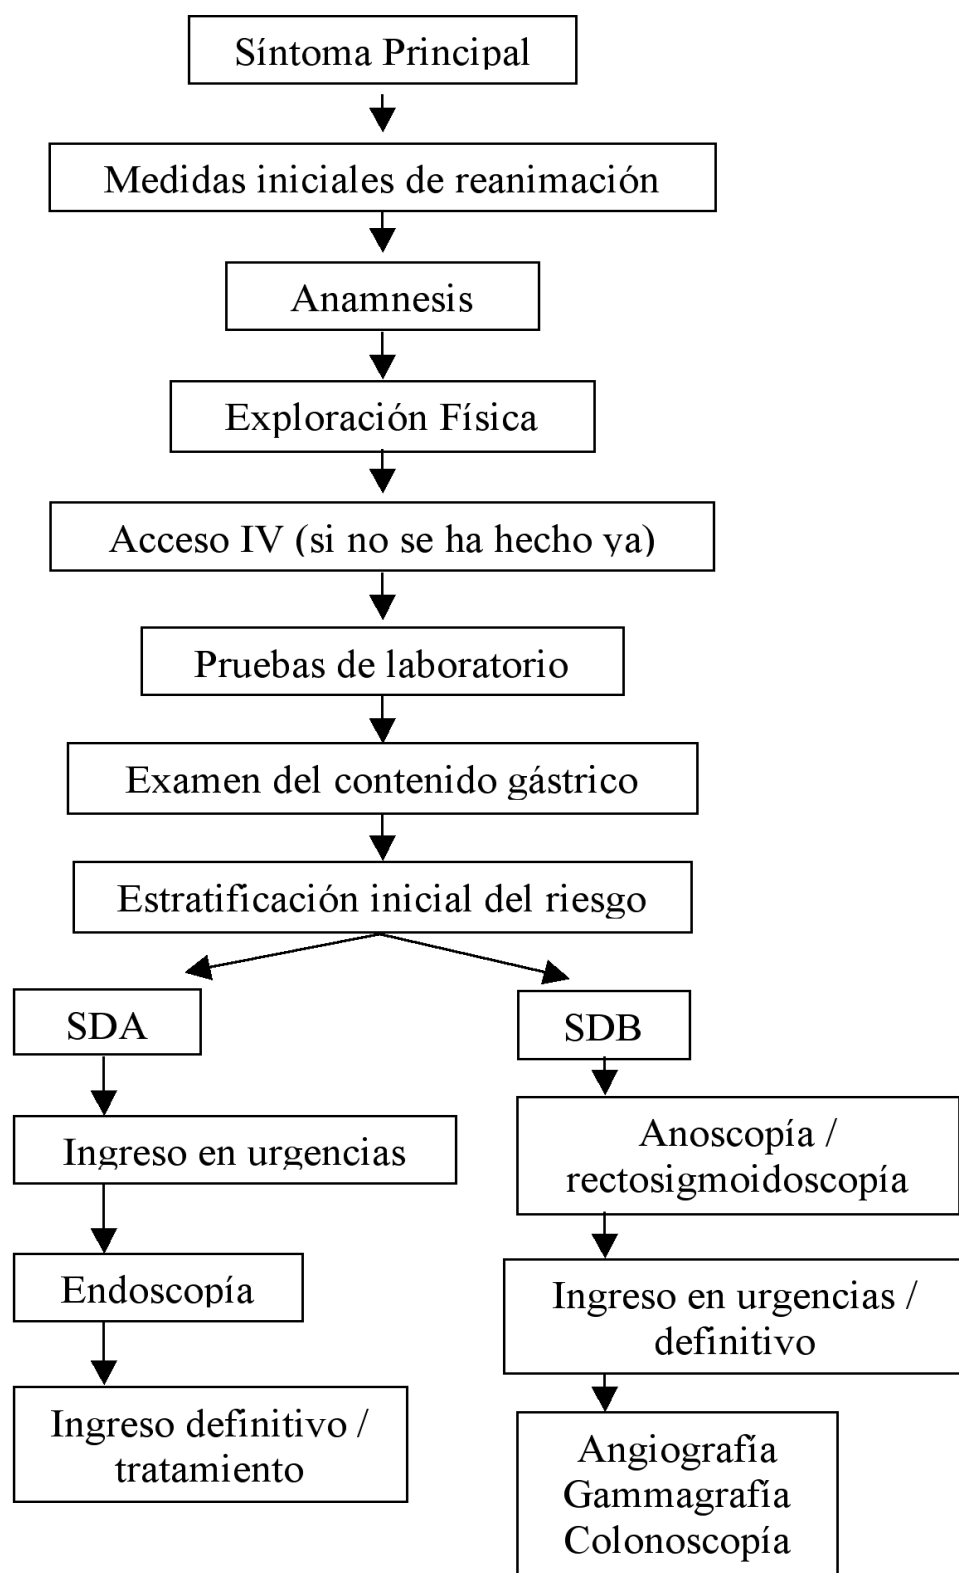 Síntoma Principal
Medidas iniciales de reanimación
Anamnesis
Exploración Física
Acceso IV (si no se ha hecho ya)
Pruebas de laboratorio
Examen del contenido gástrico
Estratificación inicial del riesgo
SDA
Ingreso en urgencias
Endoscopía
Ingreso definitivo /
tratamiento
SDB
Anoscopía /
rectosigmoidoscopía
Ingreso en urgencias /
definitivo
Angiografía
Gammagrafía
Colonoscopía